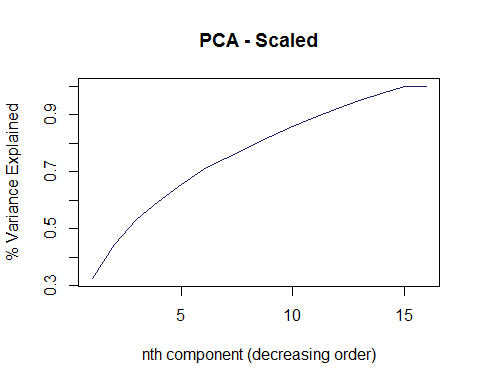 PCA - Scaled
% Variance Explained
0.9
0.7
0.5
0.3
5 10 15
nth component (decreasing order)